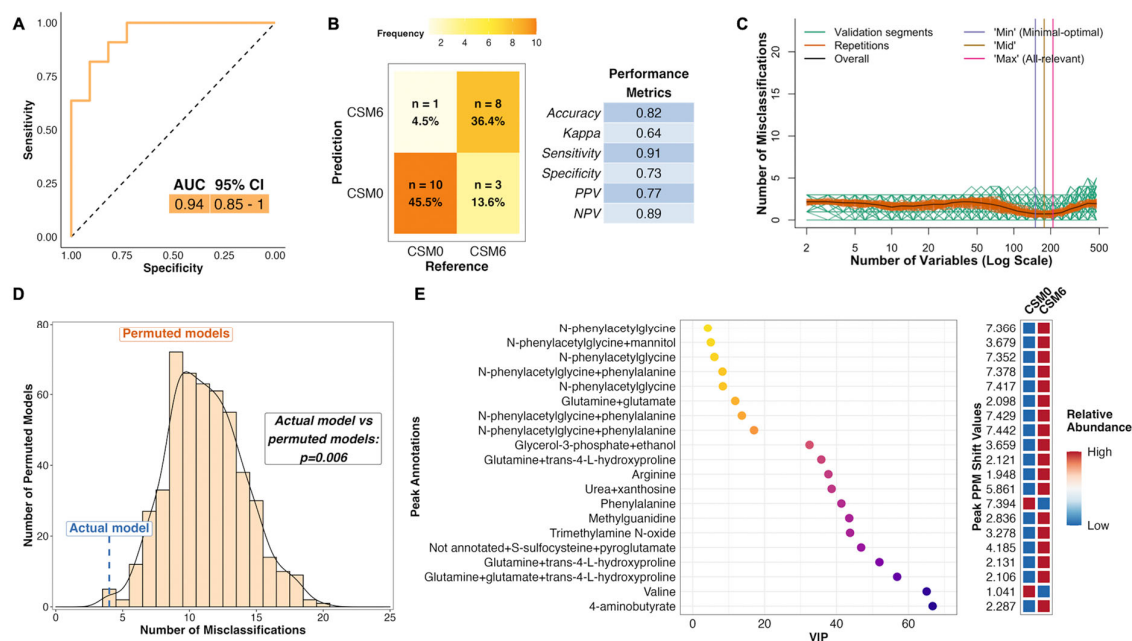 A
1.00
0.75
0.50
0.25
0.00
Sensitivity
AUC 95% CI
0.94 0.85 - 1
1.00 0.75 0.50 0.25 0.00
Specificity
B
Frequency
2 4 6 8 10
Prediction
CSM6
CSM0
n = 1
4.5%
n = 8
36.4%
n = 10
45.5%
n = 3
13.6%
CSM0 CSM6
Reference
Performance
Metrics
Accuracy 0.82
Kappa 0.64
Sensitivity 0.91
Specificity 0.73
PPV 0.77
NPV 0.89
C
Validation segments
Repetitions
Overall
'Min' (Minimal-optimal)
'Mid'
'Max' (All-relevant)
Number of Misclassifications
20
15
10
5
0
2 5 10 20 50 100 200 500
Number of Variables (Log Scale)
D
Permuted models
Actual model vs
permuted models:
p=0.006
Actual model
Number of Permuted Models
80
60
40
20
0
0 5 10 15 20 25
Number of Misclassifications
E
CSM0 CSM6
Peak Annotations
N-phenylacetylglycine 7.366
N-phenylacetylglycine+mannitol 3.679
N-phenylacetylglycine 7.352
N-phenylacetylglycine+phenylalanine 7.378
N-phenylacetylglycine 7.417
Glutamine+glutamate 2.098
N-phenylacetylglycine+phenylalanine 7.429
N-phenylacetylglycine+phenylalanine 7.442
Glycerol-3-phosphate+ethanol 3.659
Glutamine+trans-4-L-hydroxyproline 2.121
Arginine 1.948
Urea+xanthosine 5.861
Phenylalanine 7.394
Methylguanidine 2.836
Trimethylamine N-oxide 3.278
Not annotated+S-sulfocysteine+pyroglutamate 4.185
Glutamine+trans-4-L-hydroxyproline 2.131
Glutamine+glutamate+trans-4-L-hydroxyproline 2.106
Valine 1.041
4-aminobutyrate 2.287
0 20 40 60
VIP
Peak PPM Shift Values
Relative
Abundance
High
Low